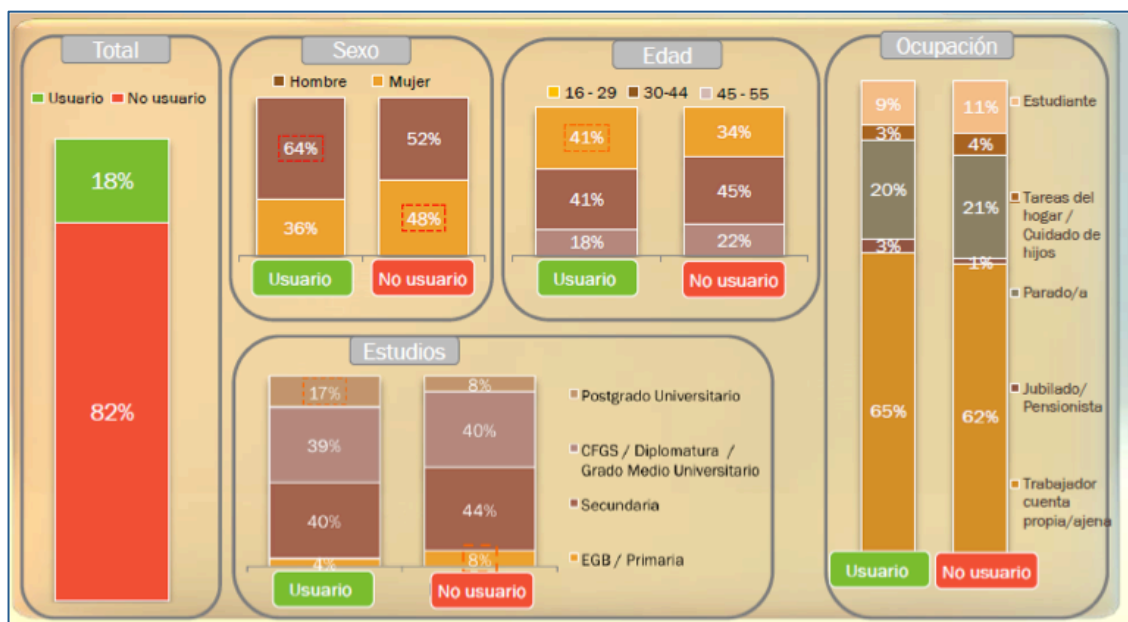 Total
Usuario No usuario
18%
82%
Sexo
Hombre Mujer
64% 52%
36% 48%
Usuario No usuario
Edad
16 - 29 30-44 45 - 55
41% 34%
41% 45%
18% 22%
Usuario No usuario
Ocupación
9% 11%
3% 4%
20% 21%
3% 1%
65% 62%
Usuario No usuario
Estudiante
Tareas del
hogar /
Cuidado de
hijos
Parado/a
Jubilado/
Pensionista
Trabajador
cuenta
propia/ajena
Estudios
17% 8%
39% 40%
40% 44%
4% 8%
Usuario No usuario
Postgrado Universitario
CFGS / Diplomatura /
Grado Medio Universitario
Secundaria
EGB / Primaria